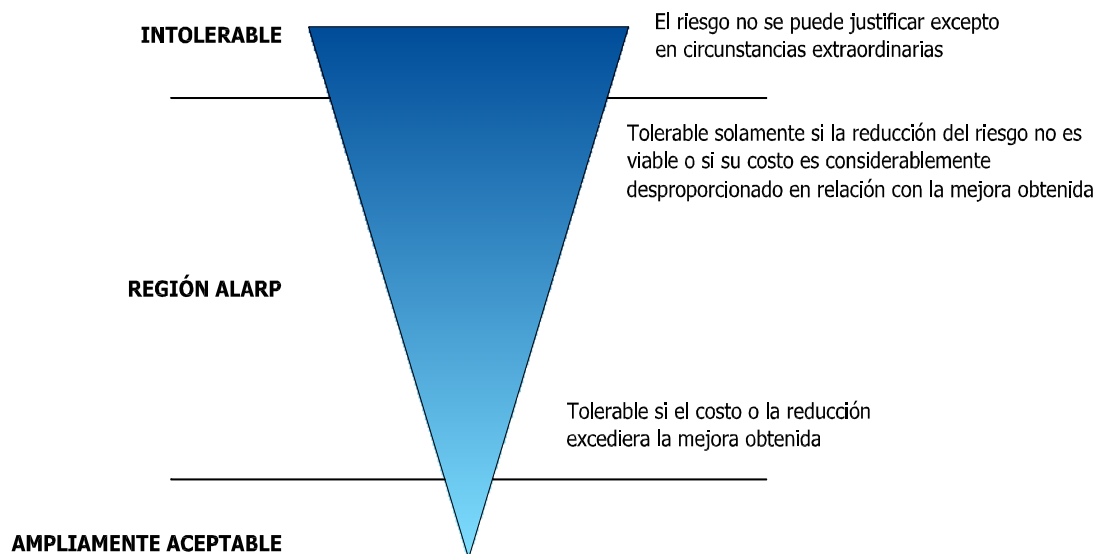 INTOLERABLE
El riesgo no se puede justificar excepto
en circunstancias extraordinarias
Tolerable solamente si la reducción del riesgo no es
viable o si su costo es considerablemente
desproporcionado en relación con la mejora obtenida
REGIÓN ALARP
Tolerable si el costo o la reducción
excediera la mejora obtenida
AMPLIAMENTE ACEPTABLE